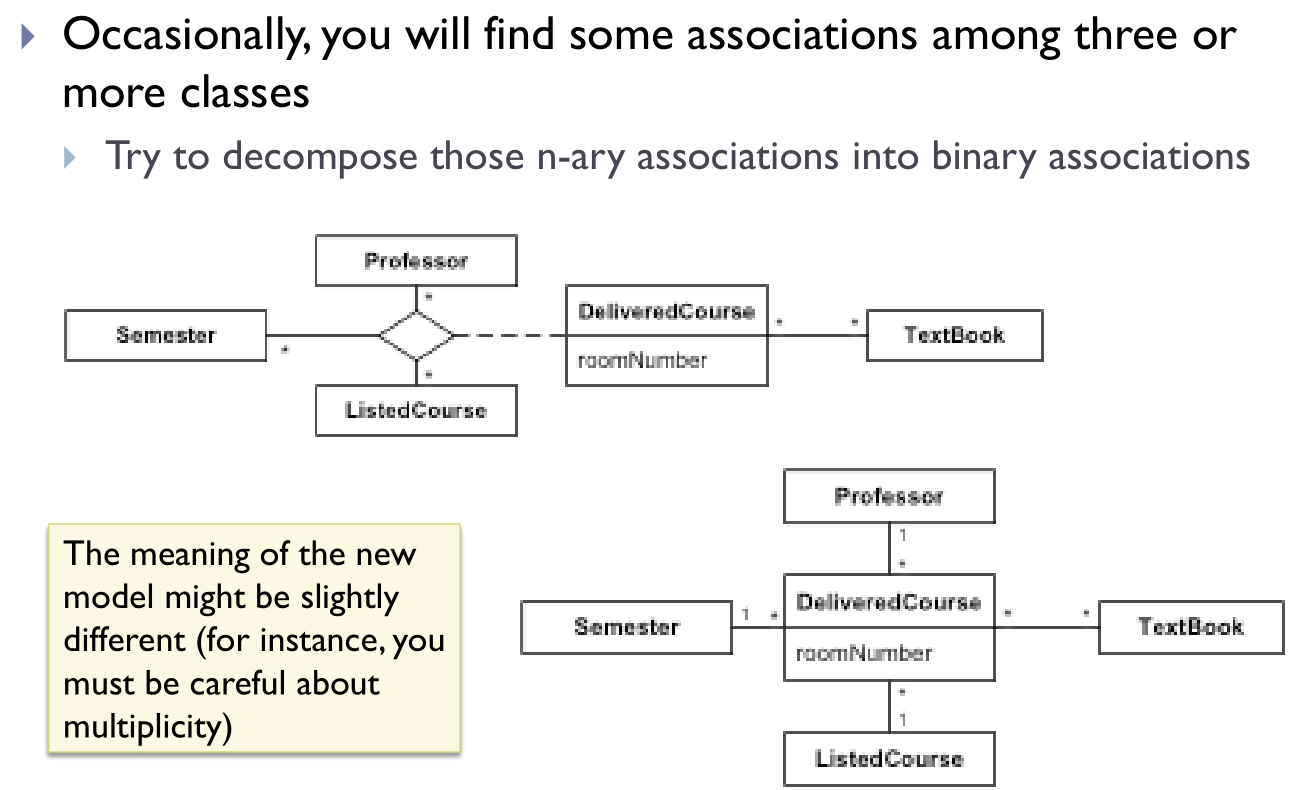 Occasionally, you will find some associations among three or
more classes
Try to decompose those n-ary associations into binary associations
Professor
*
Semester
*
*
ListedCourse
DeliveredCourse
roomNumber
*
*
TextBook
The meaning of the new
model might be slightly
different (for instance, you
must be careful about
multiplicity)
Professor
1
*
Semester
1
*
DeliveredCourse
roomNumber
*
*
TextBook
*
1
ListedCourse